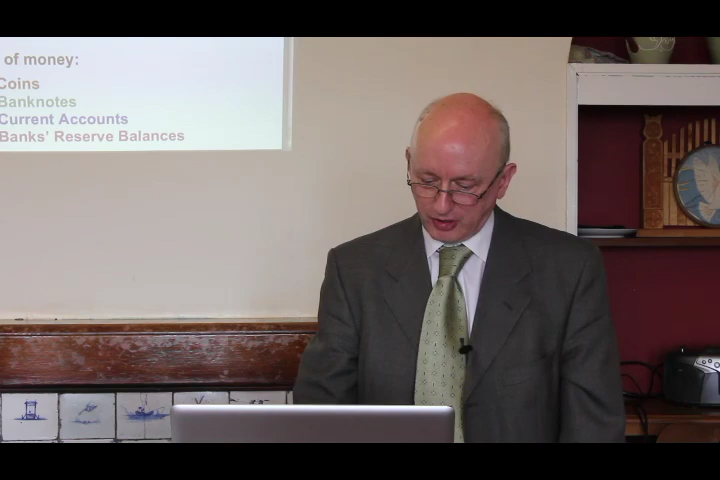 of money:
Coins
Banknotes
Current Accounts
Banks' Reserve Balances